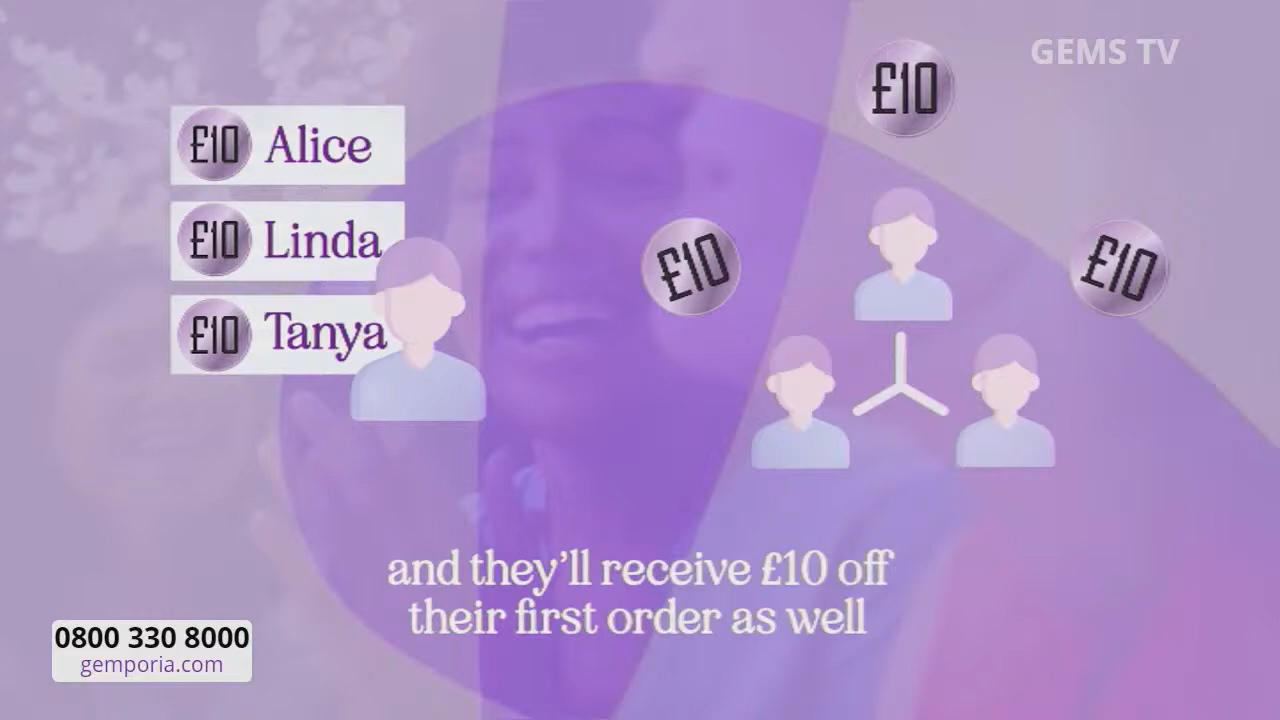 GEMS TV
£10
£10 Alice
£10 Linda
£10 Tanya
£10
£10
and they'll receive £10 off
their first order as well
0800 330 8000
gemporia.com